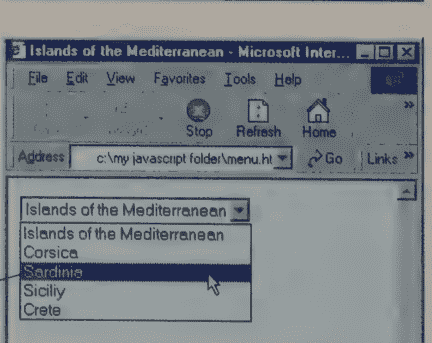 Islands of the Mediterranean - Microsoft Inter...
File Edit View Favorites Tools Help
Stop Refresh Home
Address c:\my javascript folder\menu.ht Go Links
Islands of the Mediterranean
Islands of the Mediterranean
Corsica
Sardinia
Siciliy
Crete